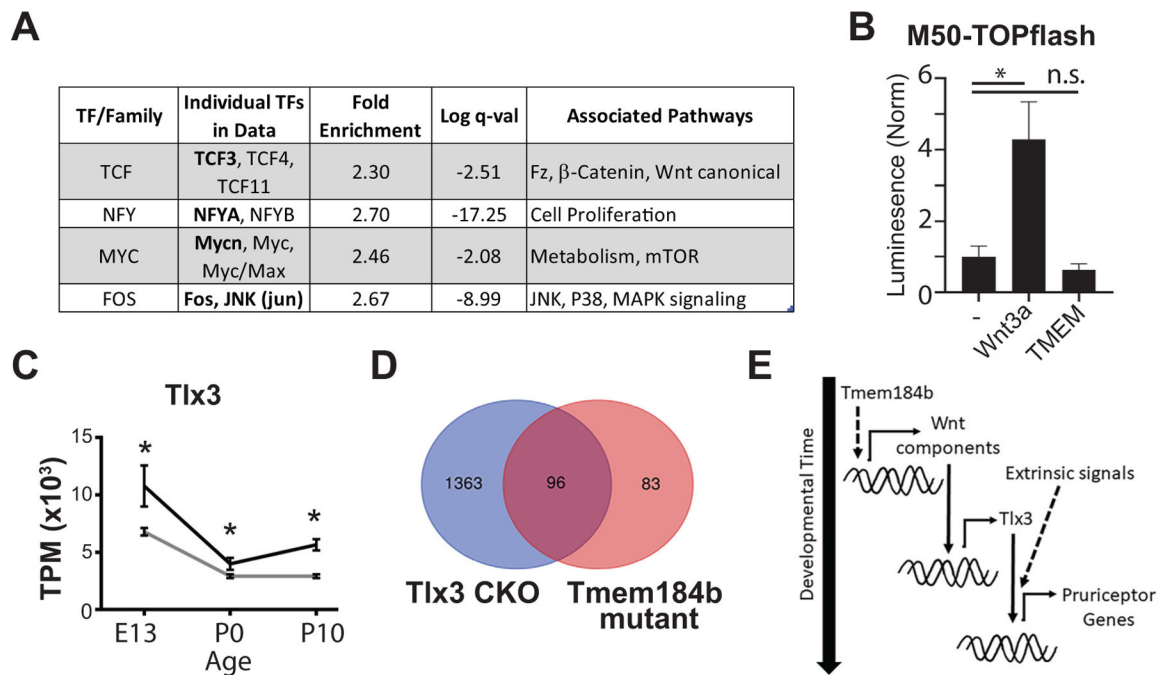 A
TF/Family
Individual TFs
in Data
Fold
Enrichment
Log q-val
Associated Pathways
TCF
TCF3, TCF4,
TCF11
2.30
-2.51
Fz, β-Catenin, Wnt canonical
NFY
NFYA, NFYB
2.70
-17.25
Cell Proliferation
MYC
Mycn, Myc,
Myc/Max
2.46
-2.08
Metabolism, mTOR
FOS
Fos, JNK (jun)
2.67
-8.99
JNK, P38, MAPK signaling
B
M50-TOPflash
Luminesence (Norm)
6
4
2
0
*
n.s.
-
Wnt3a
TMEM
C
Tlx3
TPM (x10³)
15
10
5
0
*
*
*
E13
P0
P10
Age
D
1363
96
83
Tlx3 CKO
Tmem184b
mutant
E
Developmental Time
Tmem184b
Wnt
components
Extrinsic signals
Tlx3
Pruriceptor
Genes